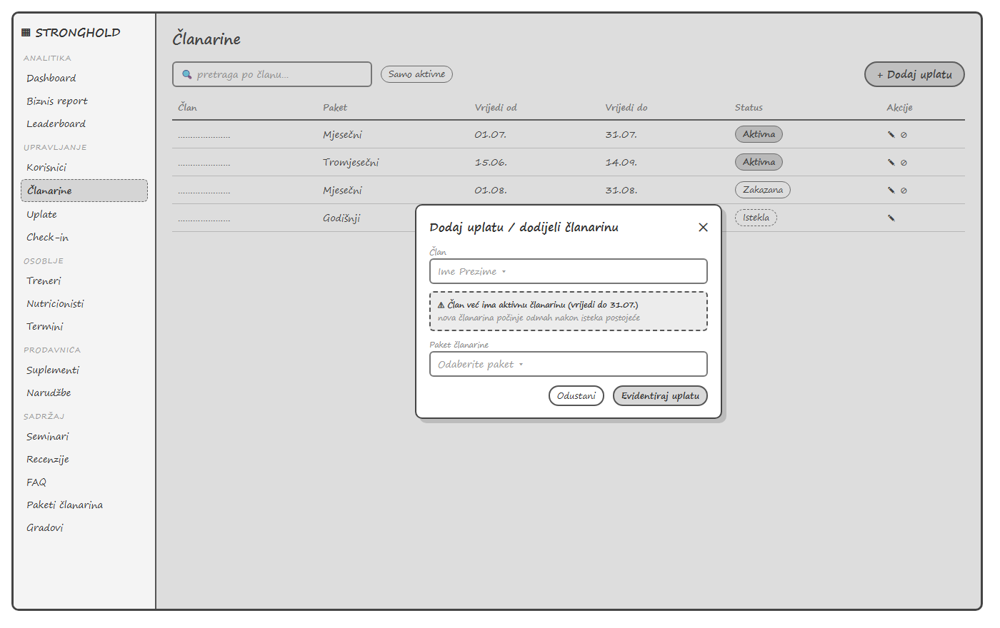 STRONGHOLD
ANALITIKA
Dashboard
Biznis report
Leaderboard
UPRAVLJANJE
Korisnici
Članarine
Uplate
Check-in
OSOBLJE
Treneri
Nutricionisti
Termini
PRODAVNICA
Suplementi
Narudžbe
SADRŽAJ
Seminari
Recenzije
FAQ
Paketi članarina
Gradovi
Članarine
pretraga po članu...
Samo aktivne
+ Dodaj uplatu
Član Paket Vrijedi od Vrijedi do Status Akcije
..................... Mjesečni 01.07. 31.07. Aktivna
..................... Tromjesečni 15.06. 14.09. Aktivna
..................... Mjesečni 01.08. 31.08. Zakazana
..................... Godišnji Istekla
Dodaj uplatu / dodijeli članarinu
Član
Ime Prezime
⚠ Član već ima aktivnu članarinu (vrijedi do 31.07.)
nova članarina počinje odmah nakon isteka postojeće
Paket članarine
Odaberite paket
Odustani
Evidentiraj uplatu